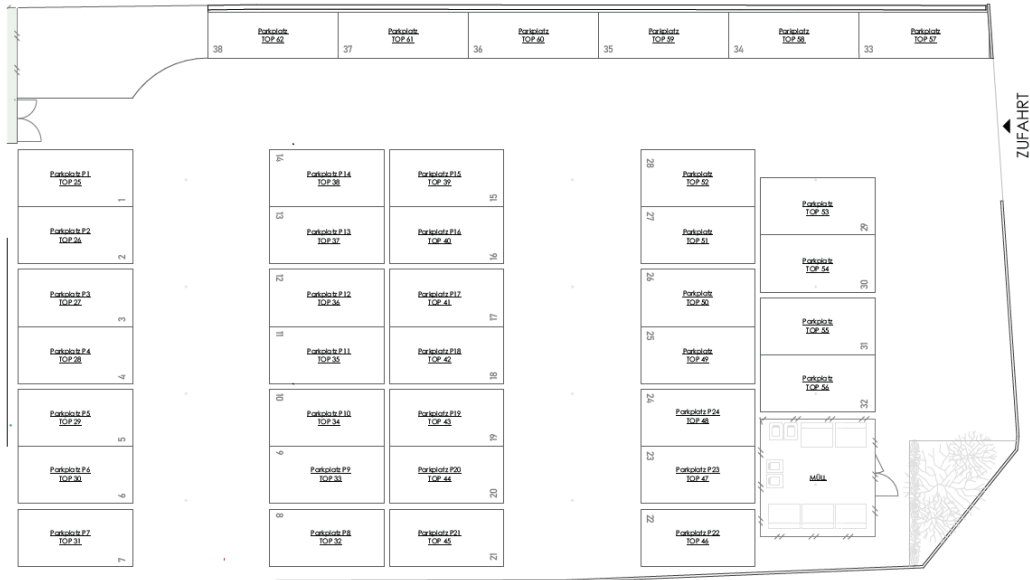 Parkplatz
TOP 62
38
Parkplatz
TOP 61
37
Parkplatz
TOP 60
36
Parkplatz
TOP 59
35
Parkplatz
TOP 58
34
Parkplatz
TOP 57
33
ZUFAHRT
Parkplatz P1
TOP 25
1
Parkplatz P2
TOP 26
2
Parkplatz P3
TOP 27
3
Parkplatz P4
TOP 28
4
Parkplatz P5
TOP 29
5
Parkplatz P6
TOP 30
6
Parkplatz P7
TOP 31
7
14
Parkplatz P14
TOP 38
13
Parkplatz P13
TOP 37
12
Parkplatz P12
TOP 36
11
Parkplatz P11
TOP 35
10
Parkplatz P10
TOP 34
9
Parkplatz P9
TOP 33
8
Parkplatz P8
TOP 32
Parkplatz P15
TOP 39
15
Parkplatz P16
TOP 40
16
Parkplatz P17
TOP 41
17
Parkplatz P18
TOP 42
18
Parkplatz P19
TOP 43
19
Parkplatz P20
TOP 44
20
Parkplatz P21
TOP 45
21
28
Parkplatz
TOP 52
27
Parkplatz
TOP 51
26
Parkplatz
TOP 50
25
Parkplatz
TOP 49
24
Parkplatz P24
TOP 48
23
Parkplatz P23
TOP 47
22
Parkplatz P22
TOP 46
Parkplatz
TOP 53
29
Parkplatz
TOP 54
30
Parkplatz
TOP 55
31
Parkplatz
TOP 56
32
MÜLL